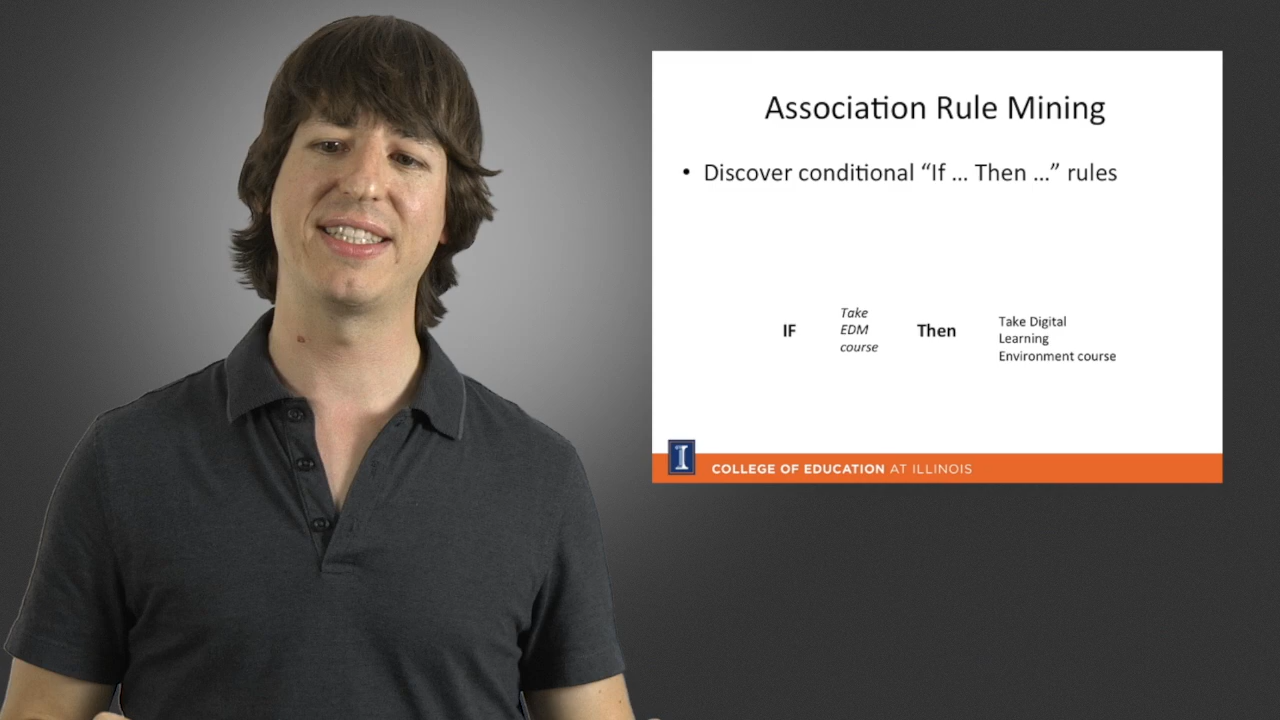 Association Rule Mining
• Discover conditional “If … Then …” rules
IF
Take
EDM
course
Then
Take Digital
Learning
Environment course
I
COLLEGE OF EDUCATION AT ILLINOIS